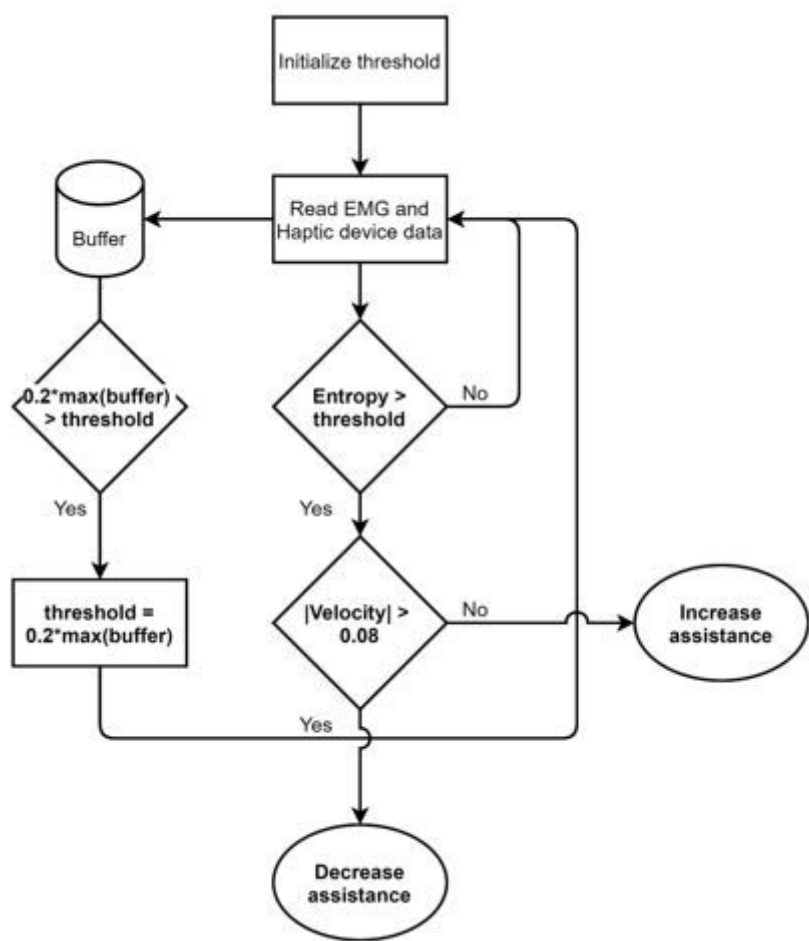 Initialize threshold
Read EMG and
Haptic device data
Buffer
0.2*max(buffer)
> threshold
Entropy >
threshold
No
Yes
Yes
threshold =
0.2*max(buffer)
|Velocity| >
0.08
No
Increase
assistance
Yes
Decrease
assistance